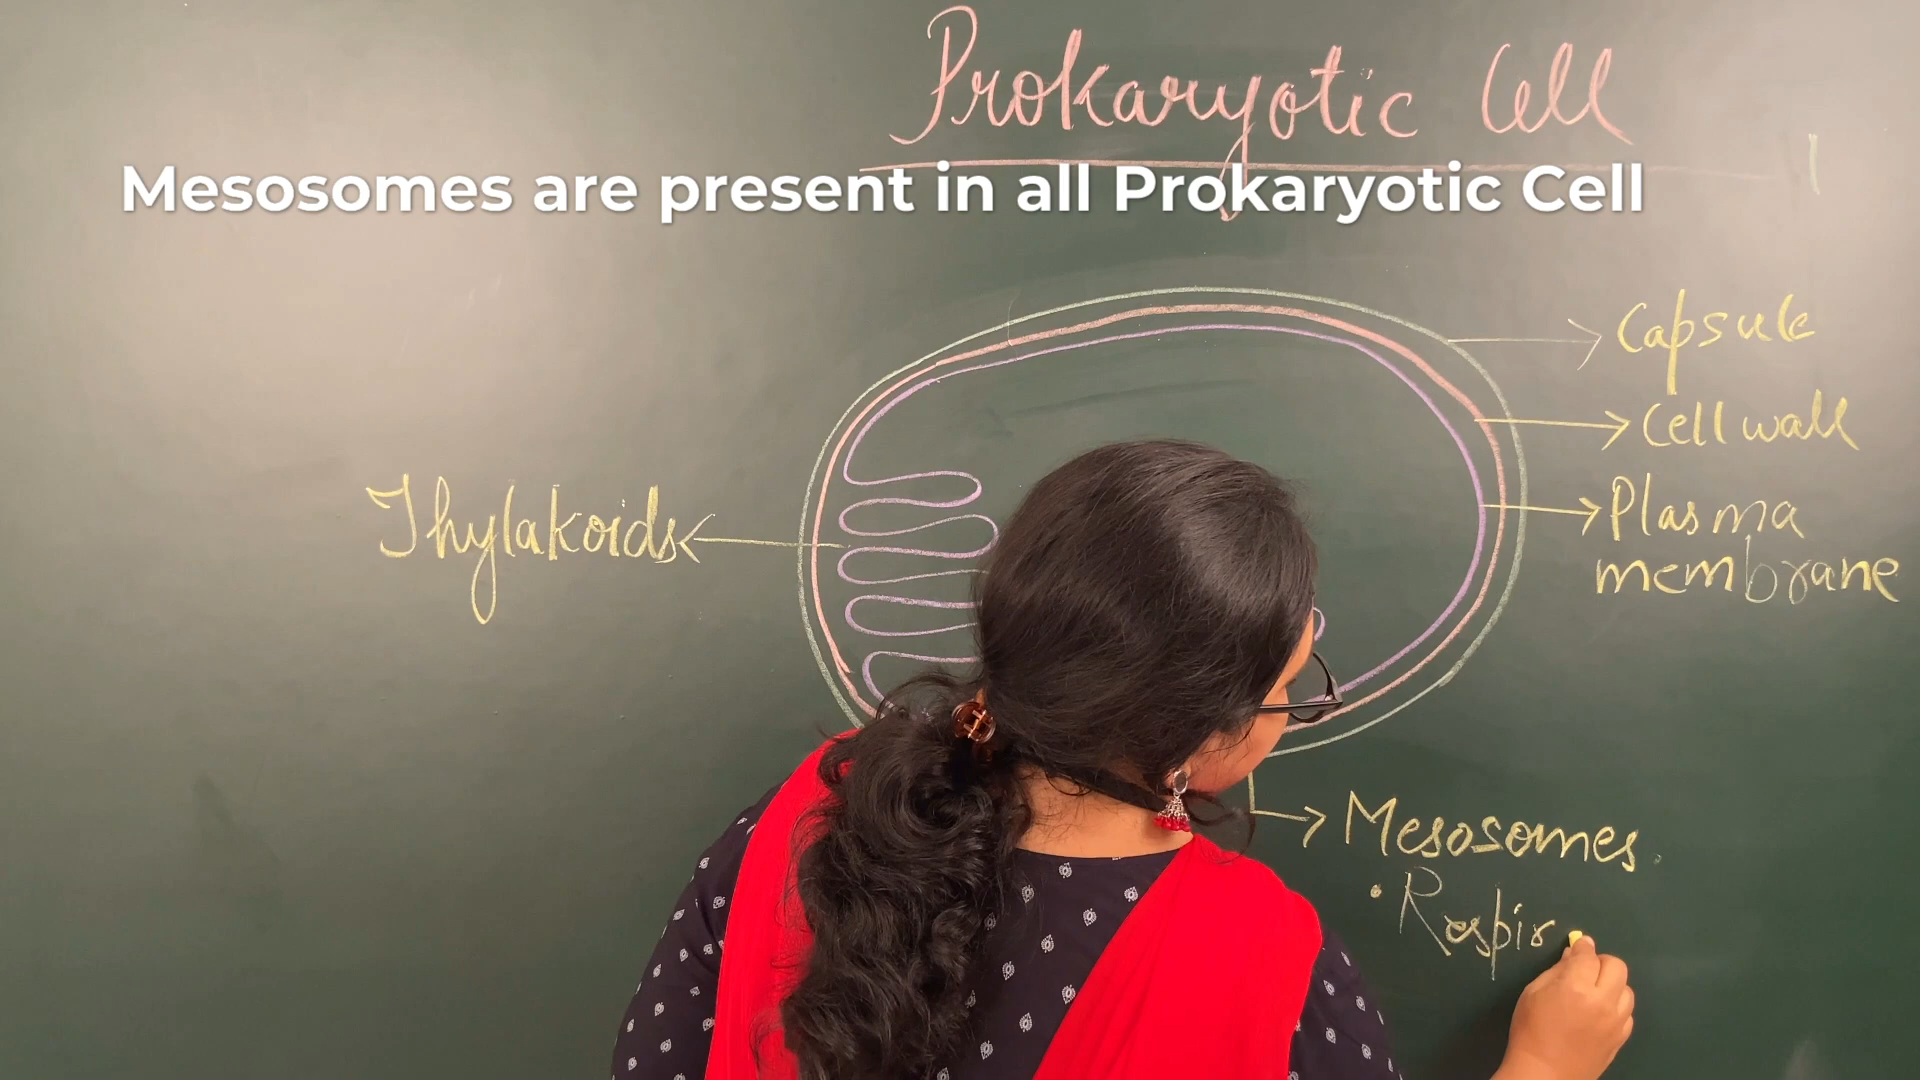 Prokaryotic Cell
Mesosomes are present in all Prokaryotic Cell
Capsule
Cell wall
Plasma
membrane
Thylakoids
Mesosomes.
• Respir